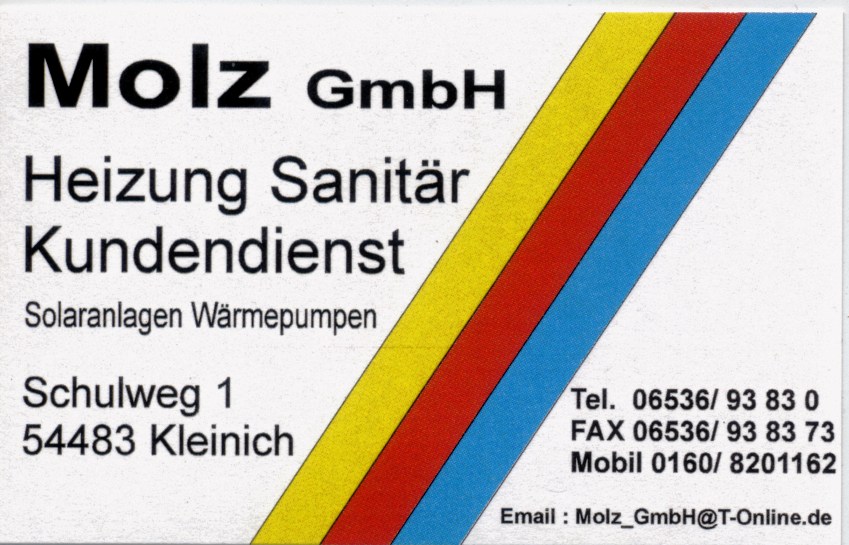 Molz GmbH
Heizung Sanitär
Kundendienst
Solaranlagen Wärmepumpen
Schulweg 1
54483 Kleinich
Tel. 06536/ 93 83 0
FAX 06536/ 93 83 73
Mobil 0160/ 8201162
Email : Molz_GmbH@T-Online.de